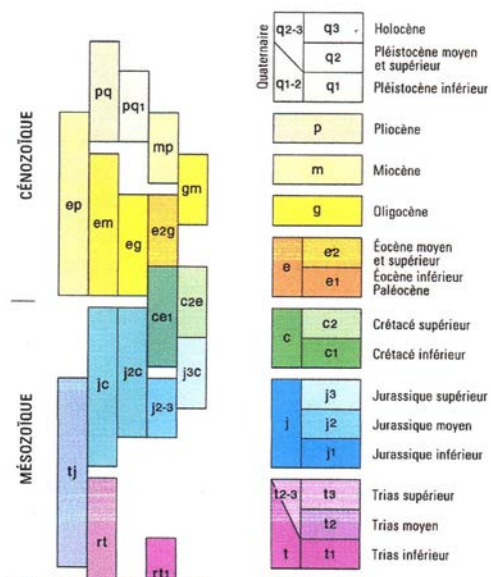 CÉNOZOÏQUE
MÉSOZOÏQUE
pq
pq1
mp
gm
ep
em
eg
e2g
ce1
c2e
jc
j2c
j2-3
j3c
tj
rt
rt1
Quaternaire
q2-3 q3 Holocène
q2 Pléistocène moyen
et supérieur
q1-2 q1 Pléistocène inférieur
p Pliocène
m Miocène
g Oligocène
e e2 Éocène moyen
et supérieur
e1 Éocène inférieur
Paléocène
c c2 Crétacé supérieur
c1 Crétacé inférieur
j3 Jurassique supérieur
j j2 Jurassique moyen
j1 Jurassique inférieur
t2-3 t3 Trias supérieur
t2 Trias moyen
t t1 Trias inférieur